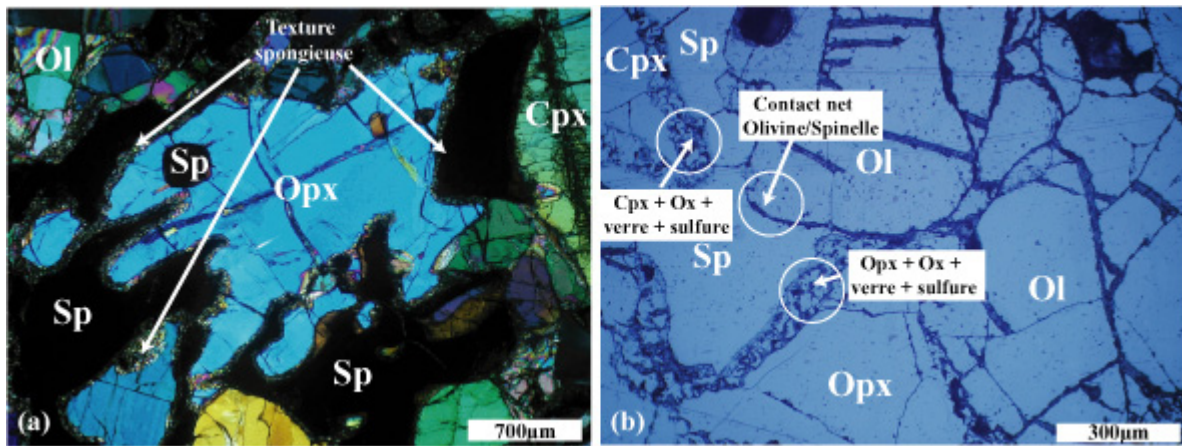 Texture
spongieuse
Ol
Cpx
Sp
Opx
Sp
Sp
(a)
700µm
Cpx
Sp
Contact net
Olivine/Spinelle
Ol
Cpx + Ox +
verre + sulfure
Sp
Opx + Ox +
verre + sulfure
Ol
Opx
(b)
300µm